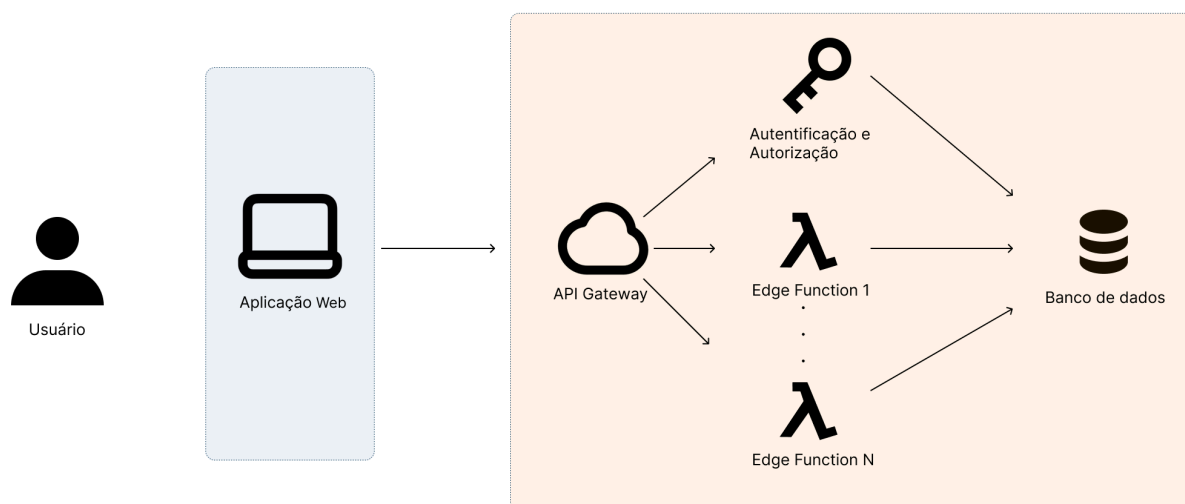 Usuário
Aplicação Web
API Gateway
Autentificação e
Autorização
Edge Function 1
Edge Function N
Banco de dados